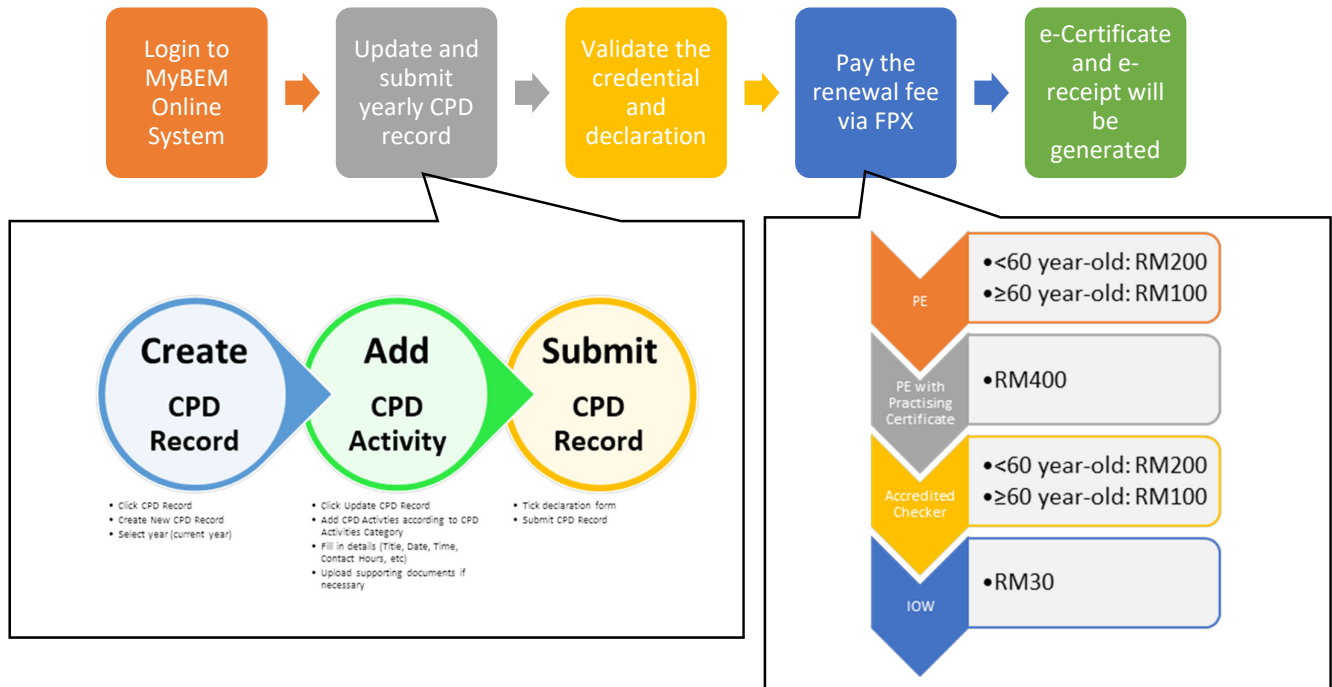 Login to
MyBEM
Online
System
Update and
submit
yearly CPD
record
Validate the
credential
and
declaration
Pay the
renewal fee
via FPX
e-Certificate
and e-
receipt will
be
generated
Create
CPD
Record
• Click CPD Record
• Create New CPD Record
• Select year (current year)
Add
CPD
Activity
• Click Update CPD Record
• Add CPD Activties according to CPD
Activities Category
• Fill in details (Title, Date, Time,
Contact Hours, etc)
• Upload supporting documents if
necessary
Submit
CPD
Record
• Tick declaration form
• Submit CPD Record
PE
•<60 year-old: RM200
•≥60 year-old: RM100
PE with
Practising
Certificate
•RM400
Accredited
Checker
•<60 year-old: RM200
•≥60 year-old: RM100
IOW
•RM30